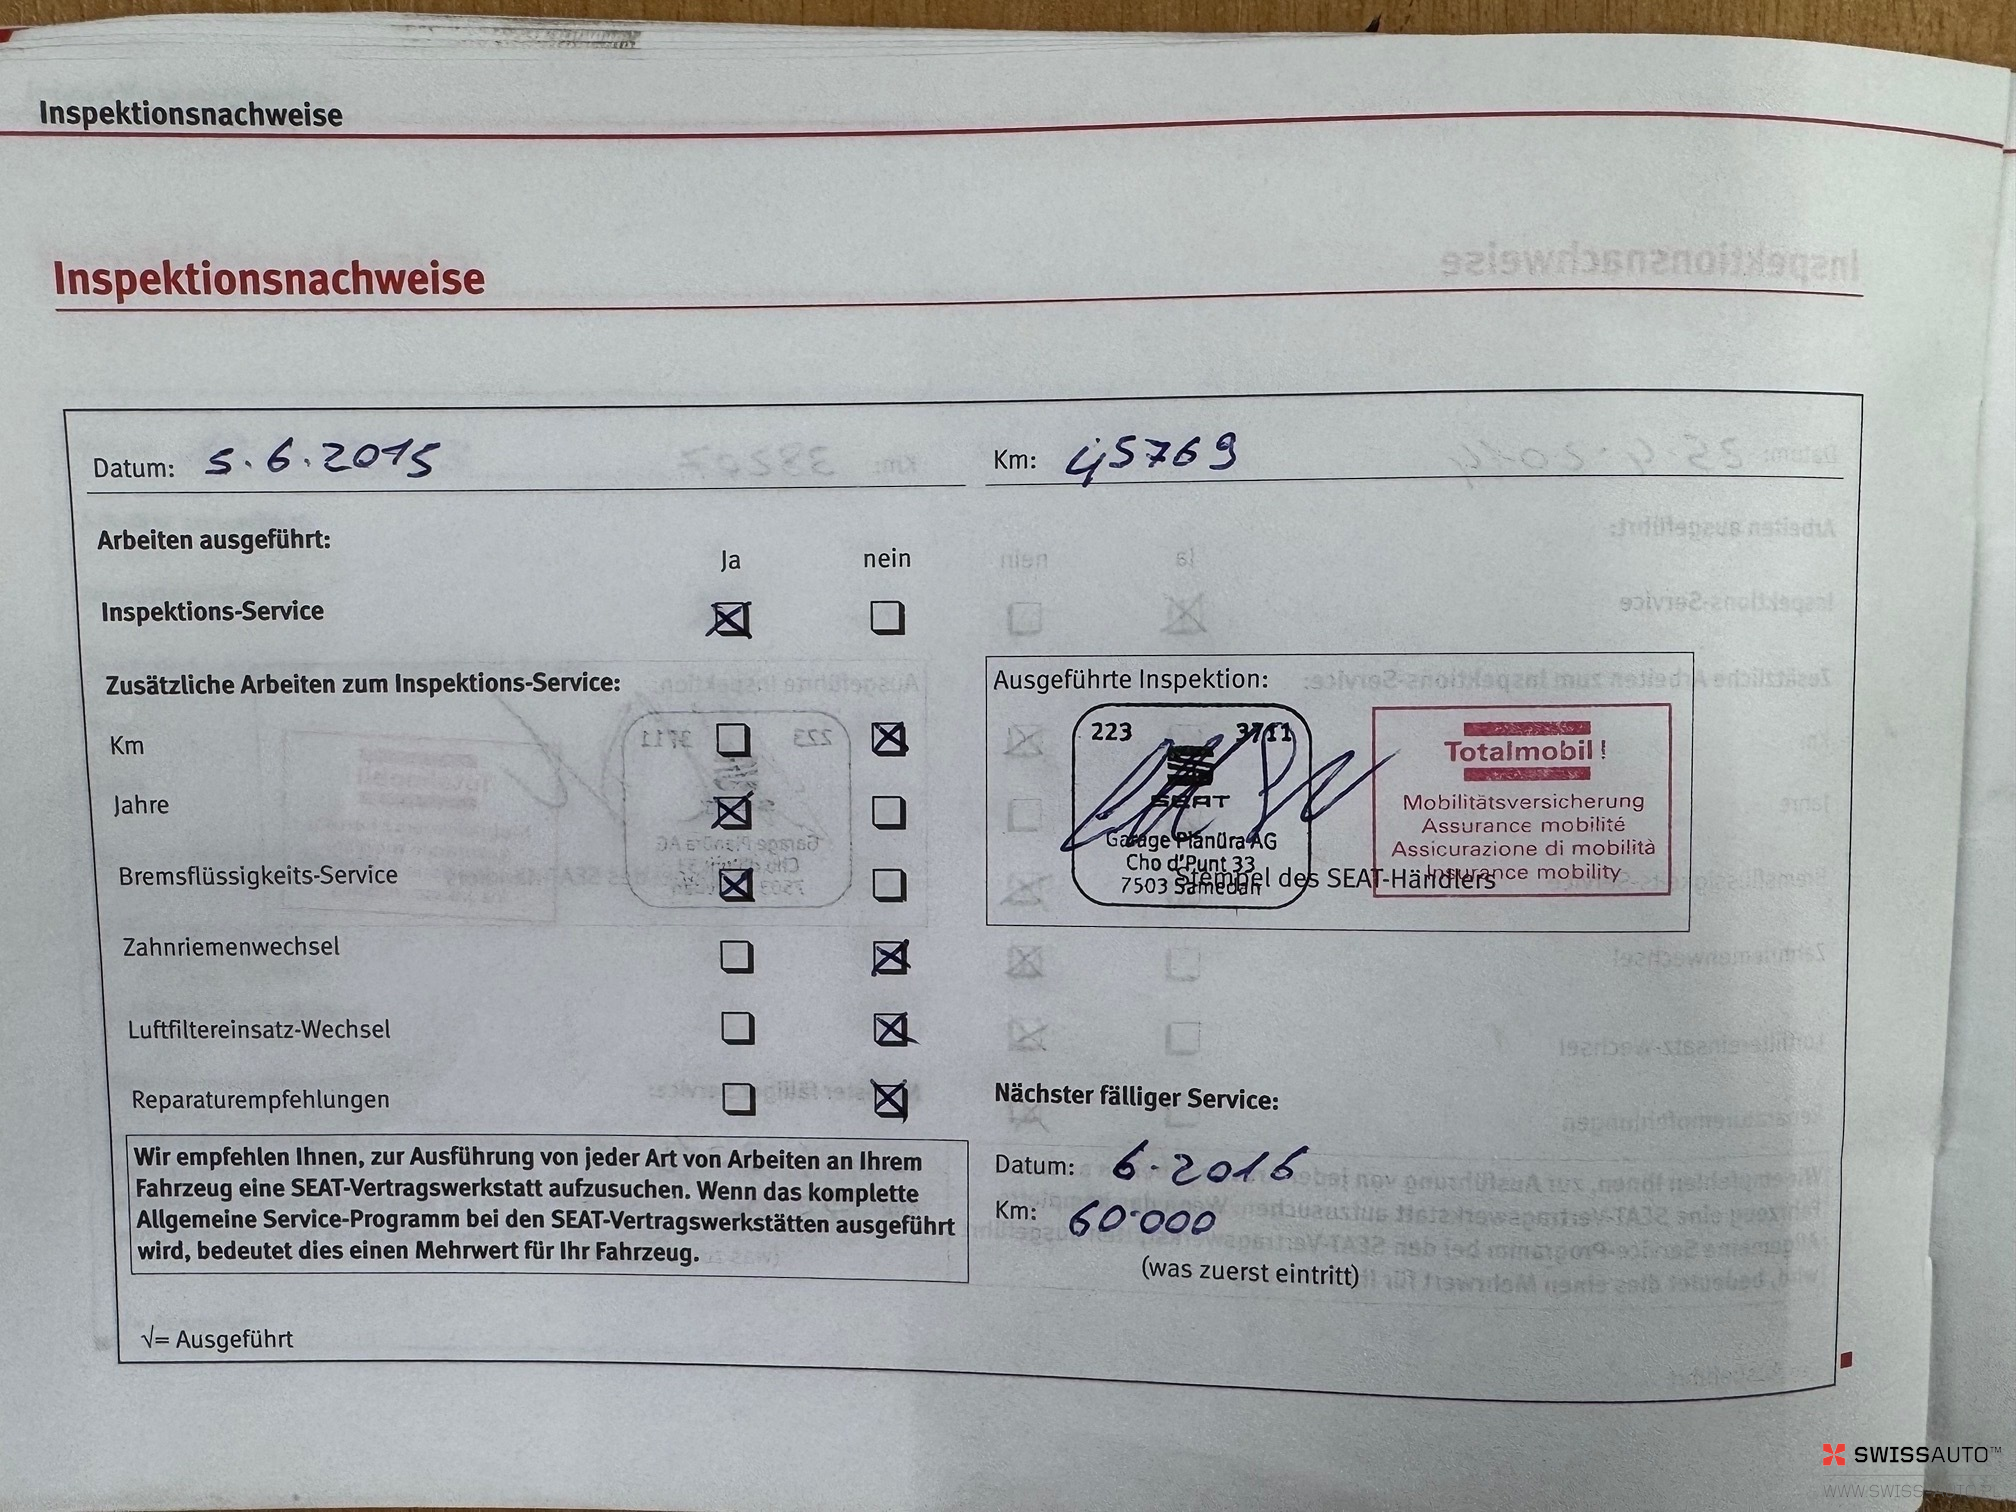 Inspektionsnachweise
Inspektionsnachweise
Datum: 5.6.2015
Km: 45769
Arbeiten ausgeführt:
Ja nein
Inspektions-Service
Zusätzliche Arbeiten zum Inspektions-Service:
Km
Jahre
Bremsflüssigkeits-Service
Zahnriemenwechsel
Luftfiltereinsatz-Wechsel
Reparaturempfehlungen
Wir empfehlen Ihnen, zur Ausführung von jeder Art von Arbeiten an Ihrem
Fahrzeug eine SEAT-Vertragswerkstatt aufzusuchen. Wenn das komplette
Allgemeine Service-Programm bei den SEAT-Vertragswerkstätten ausgeführt
wird, bedeutet dies einen Mehrwert für Ihr Fahrzeug.
√= Ausgeführt
Ausgeführte Inspektion:
223 3711
SEAT
Garage Planüra AG
Cho d'Punt 33
7503 Samedan
Stempel des SEAT-Händlers
Totalmobil!
Mobilitätsversicherung
Assurance mobilité
Assicurazione di mobilità
Insurance mobility
Nächster fälliger Service:
Datum: 6.2016
Km: 60.000
(was zuerst eintritt)
SWISSAUTO™